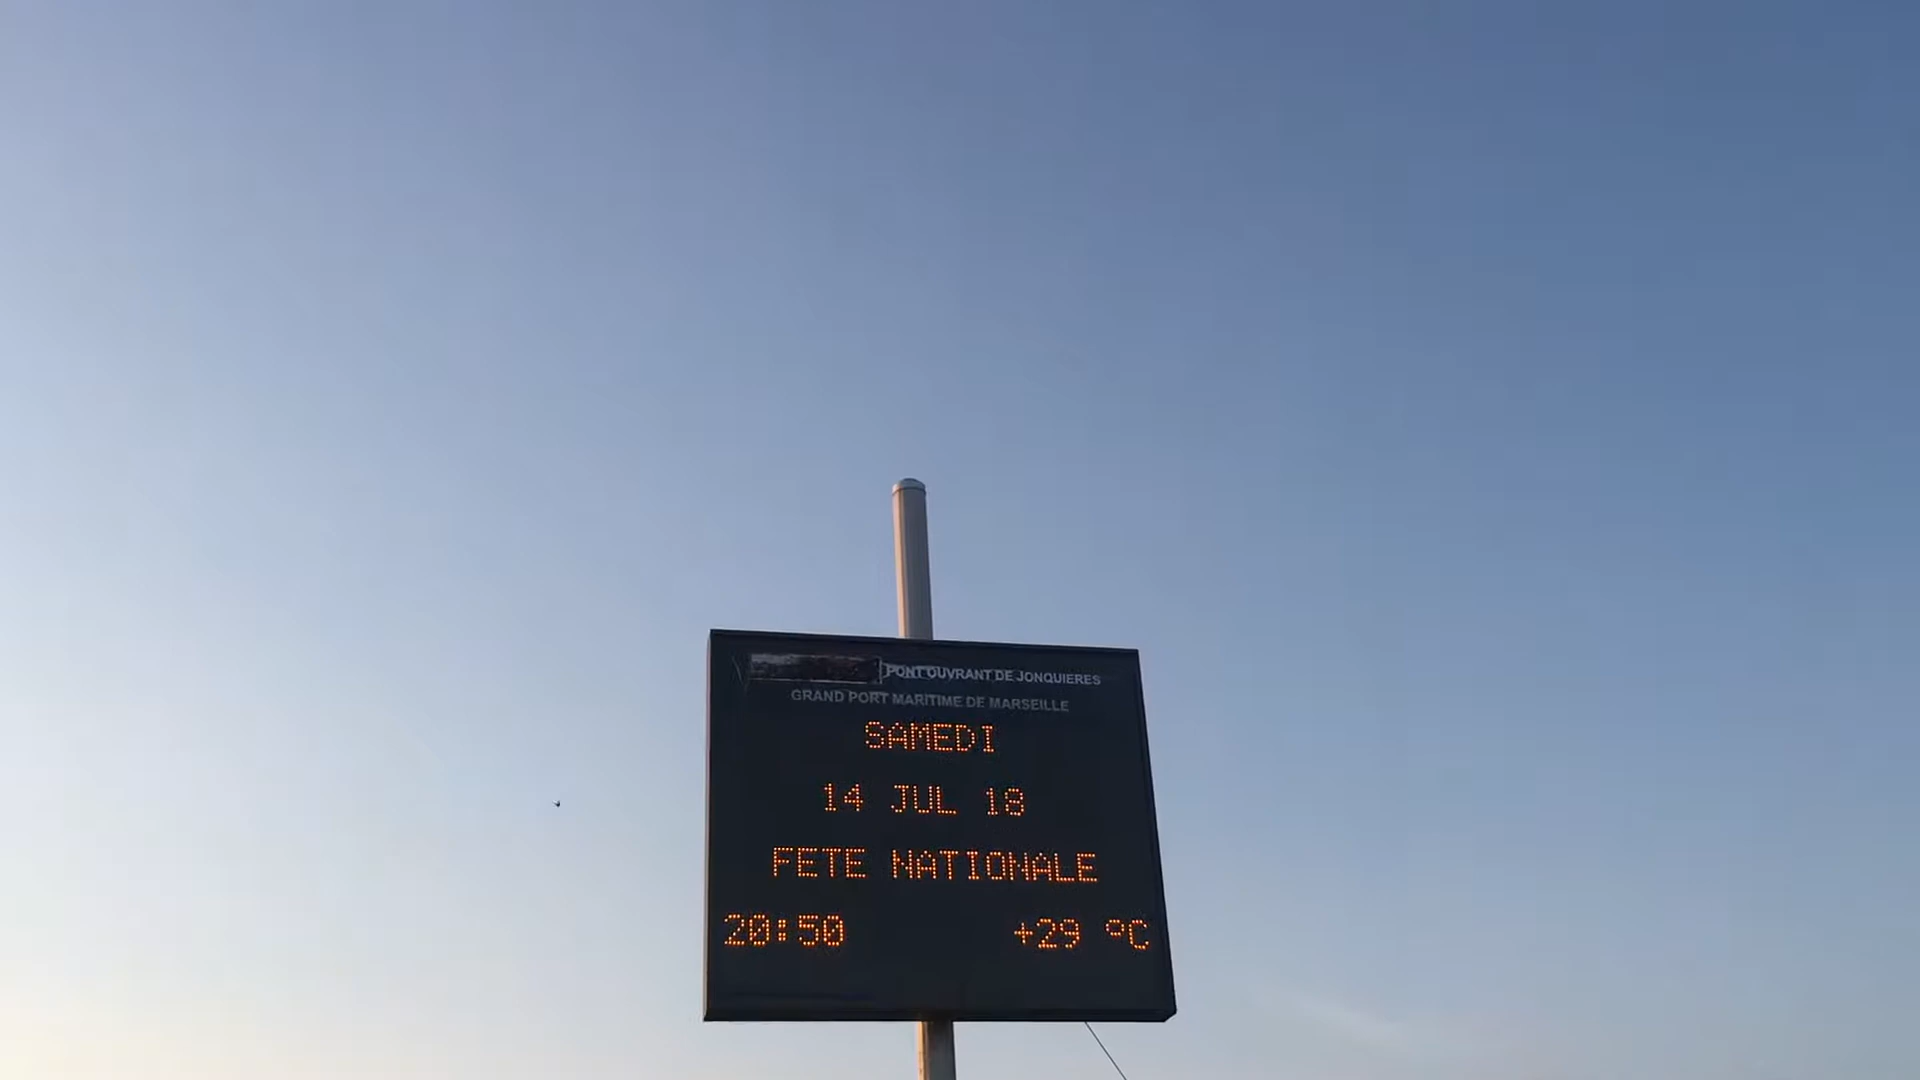 PONT OUVRANT DE JONQUIERES
GRAND PORT MARITIME DE MARSEILLE
SAMEDI
14 JUL 18
FETE NATIONALE
20:50 +29 °C